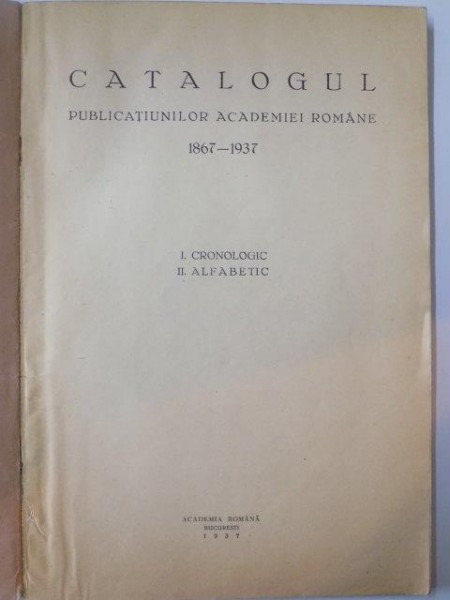 CATALOGUL
PUBLICAȚIUNILOR ACADEMIEI ROMÂNE
1867—1937
I. CRONOLOGIC
II. ALFABETIC
ACADEMIA ROMÂNĂ
BUCUREȘTI
1937